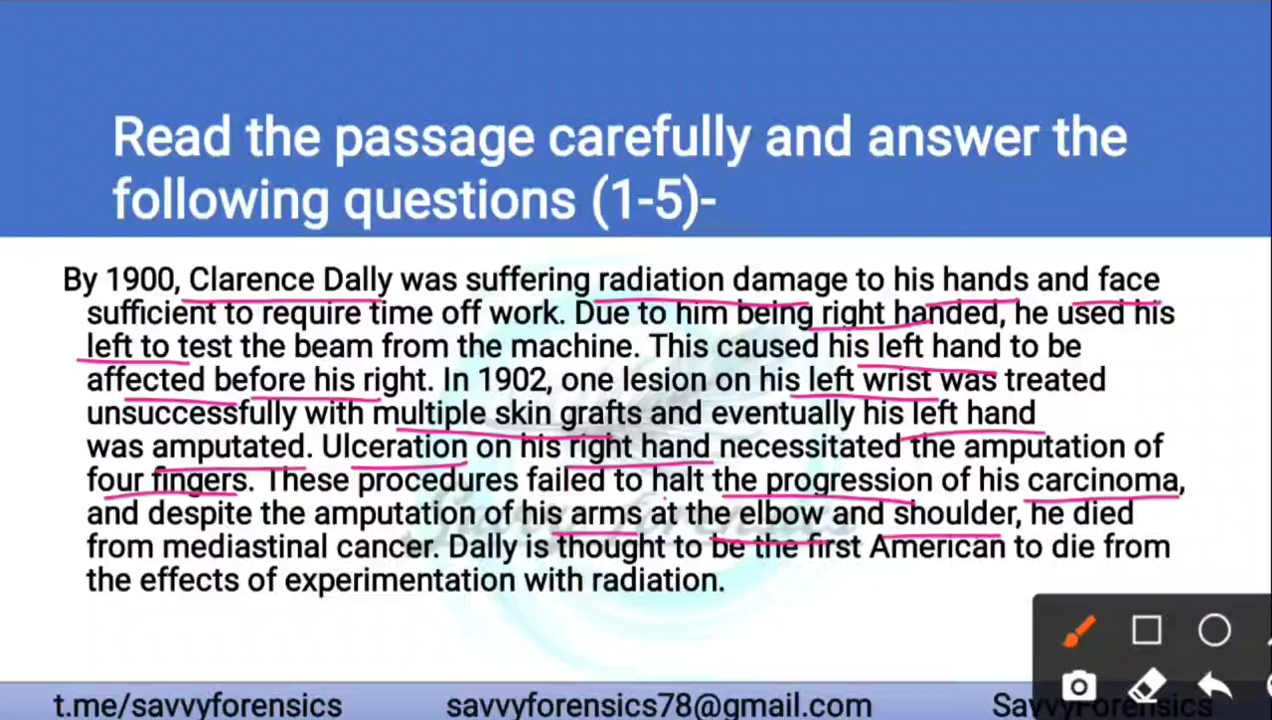 Read the passage carefully and answer the
following questions (1-5)-
By 1900, Clarence Dally was suffering radiation damage to his hands and face
sufficient to require time off work. Due to him being right handed, he used his
left to test the beam from the machine. This caused his left hand to be
affected before his right. In 1902, one lesion on his left wrist was treated
unsuccessfully with multiple skin grafts and eventually his left hand
was amputated. Ulceration on his right hand necessitated the amputation of
four fingers. These procedures failed to halt the progression of his carcinoma,
and despite the amputation of his arms at the elbow and shoulder, he died
from mediastinal cancer. Dally is thought to be the first American to die from
the effects of experimentation with radiation.
Savvy Forensics
t.me/savvyforensics savvyforensics78@gmail.com SavvyForensics